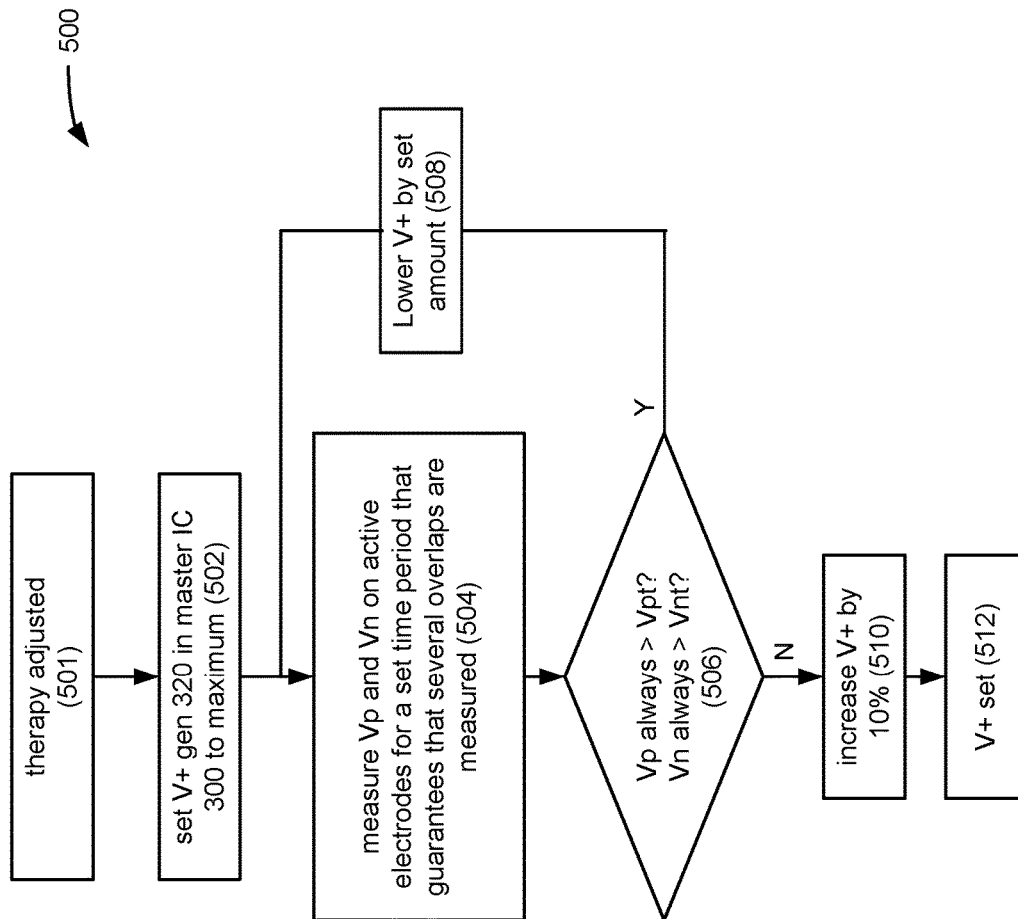 500
therapy adjusted
(501)
set V+ gen 320 in master IC
300 to maximum (502)
measure Vp and Vn on active
electrodes for a set time period that
guarantees that several overlaps are
measured (504)
Lower V+ by set
amount (508)
Vp always > Vpt?
Vn always > Vnt?
(506)
Y
N
increase V+ by
10% (510)
V+ set (512)